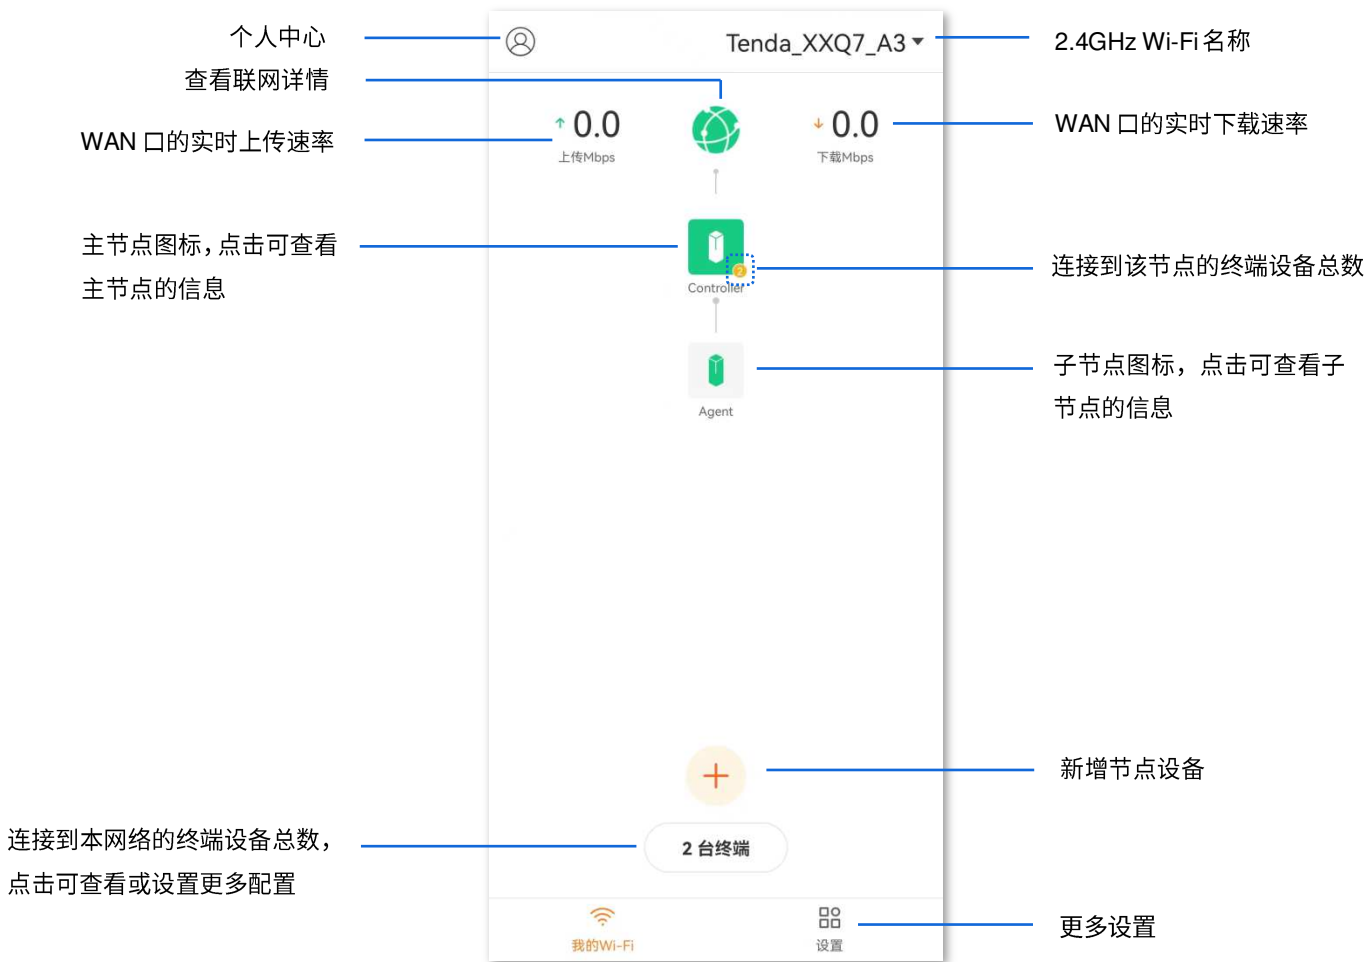 个人中心
Tenda_XXQ7_A3
2.4GHz Wi-Fi 名称
查看联网详情
WAN 口的实时上传速率
0.0
上传Mbps
0.0
下载Mbps
WAN 口的实时下载速率
主节点图标，点击可查看
主节点的信息
2
Controller
连接到该节点的终端设备总数
Agent
子节点图标，点击可查看子
节点的信息
新增节点设备
连接到本网络的终端设备总数，
点击可查看或设置更多配置
2 台终端
我的Wi-Fi
设置
更多设置